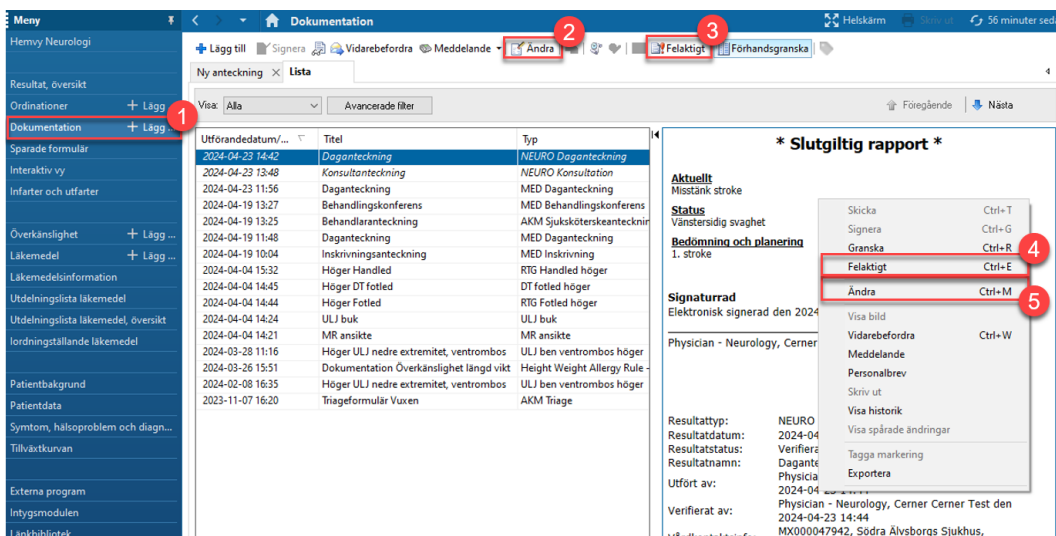 Meny
Dokumentation
Helskärm
Skriv ut
56 minuter seda
Hemvy Neurologi
Resultat, översikt
Ordinationer + Lägg
Dokumentation + Lägg ...
Sparade formulär
Interaktiv vy
Infarter och utfarter
Överkänslighet + Lägg ...
Läkemedel + Lägg ...
Läkemedelsinformation
Utdelningslista läkemedel
Utdelningslista läkemedel, översikt
Iordningställande läkemedel
Patientbakgrund
Patientdata
Symtom, hälsoproblem och diagn...
Tillväxtkurvan
Externa program
Intygsmodulen
Länkbibliotek
1
2
3
Lägg till Signera Vidarebefordra Meddelande Ändra Felaktigt Förhandsgranska
Ny anteckning Lista
Visa: Alla Avancerade filter Föregående Nästa
Utförandedatum/... Titel Typ
2024-04-23 14:42 Daganteckning NEURO Daganteckning
2024-04-23 13:48 Konsultanteckning NEURO Konsultation
2024-04-23 11:56 Daganteckning MED Daganteckning
2024-04-19 13:27 Behandlingskonferens MED Behandlingskonferens
2024-04-19 13:25 Behandlaranteckning AKM Sjuksköterskeantecknin
2024-04-19 11:48 Daganteckning MED Daganteckning
2024-04-19 10:04 Inskrivningsanteckning MED Inskrivning
2024-04-04 15:32 Höger Handled RTG Handled höger
2024-04-04 14:45 Höger DT fotled DT fotled höger
2024-04-04 14:44 Höger Fotled RTG Fotled höger
2024-04-04 14:24 ULJ buk ULJ buk
2024-04-04 14:21 MR ansikte MR ansikte
2024-03-28 11:16 Höger ULJ nedre extremitet, ventrombos ULJ ben ventrombos höger
2024-03-26 15:51 Dokumentation Överkänslighet längd vikt Height Weight Allergy Rule -
2024-02-08 16:35 Höger ULJ nedre extremitet, ventrombos ULJ ben ventrombos höger
2023-11-07 16:20 Triageformulär Vuxen AKM Triage
* Slutgiltig rapport *
Aktuellt
Misstänk stroke
Status
Vänstersidig svaghet
Bedömning och planering
1. stroke
Signaturrad
Elektronisk signerad den 2024
Physician - Neurology, Cerner
Resultattyp: NEURO
Resultatdatum: 2024-04
Resultatstatus: Verifiera
Resultatnamn: Dagante
Utfört av: Physicia
Verifierat av: Physician - Neurology, Cerner Cerner Test den
2024-04-23 14:44
MX000047942, Södra Älvsborgs Sjukhus,
Skicka Ctrl+T
Signera Ctrl+G
Granska Ctrl+R
4
Felaktigt Ctrl+E
Ändra Ctrl+M
5
Visa bild
Vidarebefordra Ctrl+W
Meddelande
Personalbrev
Skriv ut
Visa historik
Visa spårade ändringar
Tagga markering
Exportera